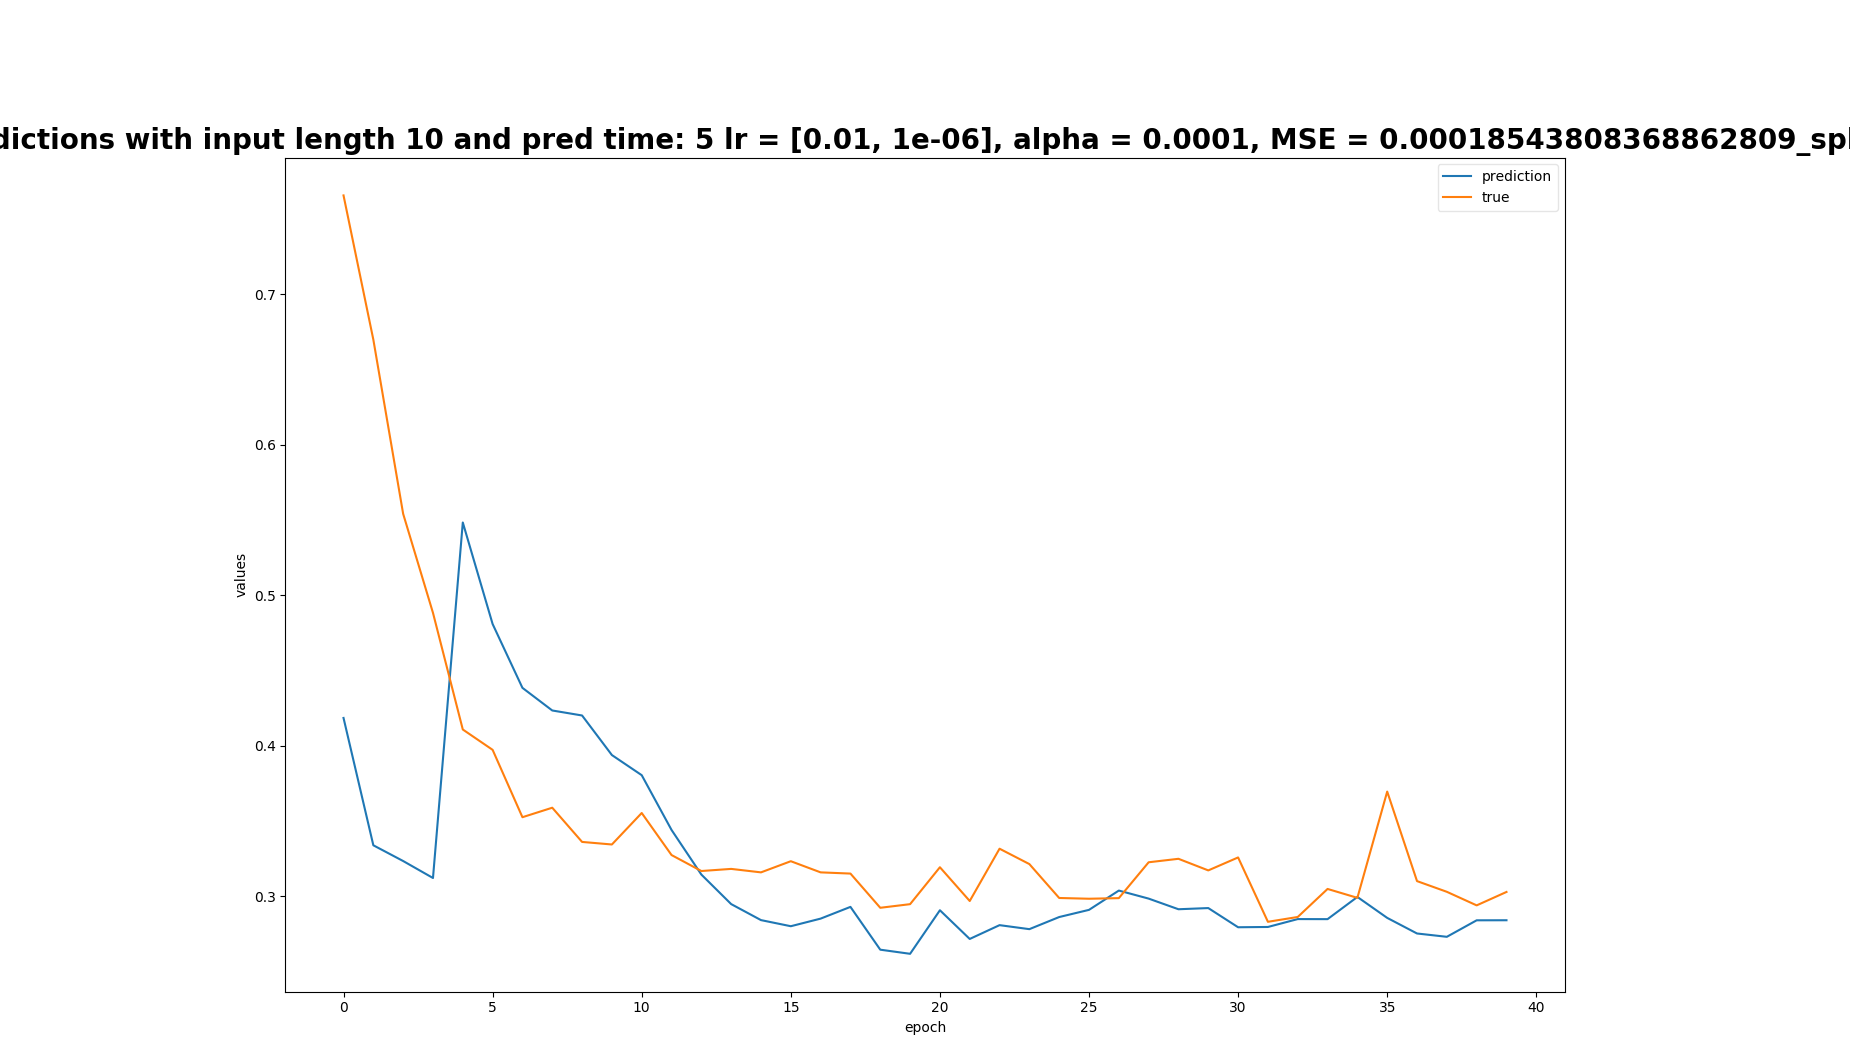 dictions with input length 10 and pred time: 5 lr = [0.01, 1e-06], alpha = 0.0001, MSE = 0.00018543808368862809_spl
prediction
true
0.7
0.6
0.5
0.4
0.3
values
0 5 10 15 20 25 30 35 40
epoch